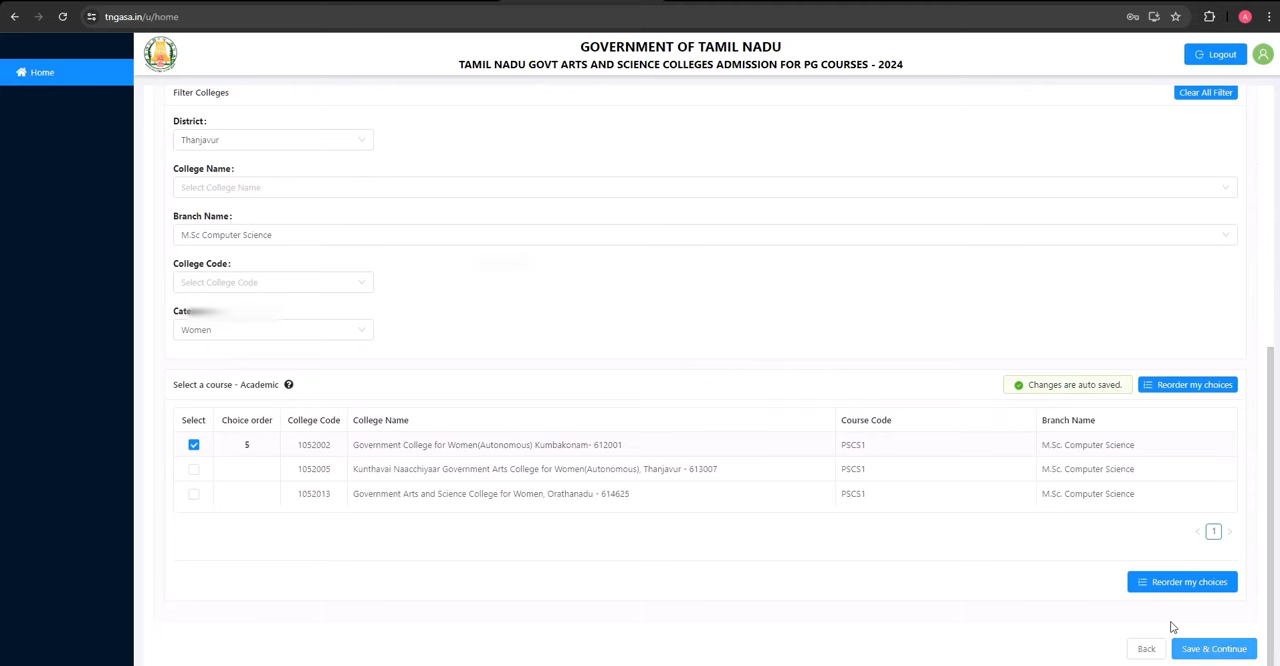 tngasa.in/u/home
A
Home
GOVERNMENT OF TAMIL NADU
TAMIL NADU GOVT ARTS AND SCIENCE COLLEGES ADMISSION FOR PG COURSES - 2024
Logout
Filter Colleges
Clear All Filter
District:
Thanjavur
College Name:
Select College Name
Branch Name:
M.Sc Computer Science
College Code:
Select College Code
Women
Select a course - Academic
Changes are auto saved.
Reorder my choices
Select Choice order College Code College Name Course Code Branch Name
5 1052002 Government College for Women(Autonomous) Kumbakonam- 612001 PSCS1 M.Sc. Computer Science
1052005 Kunthavai Naacchiyaar Government Arts College for Women(Autonomous), Thanjavur - 613007 PSCS1 M.Sc. Computer Science
1052013 Government Arts and Science College for Women, Orathanadu - 614625 PSCS1 M.Sc. Computer Science
1
Reorder my choices
Back
Save & Continue